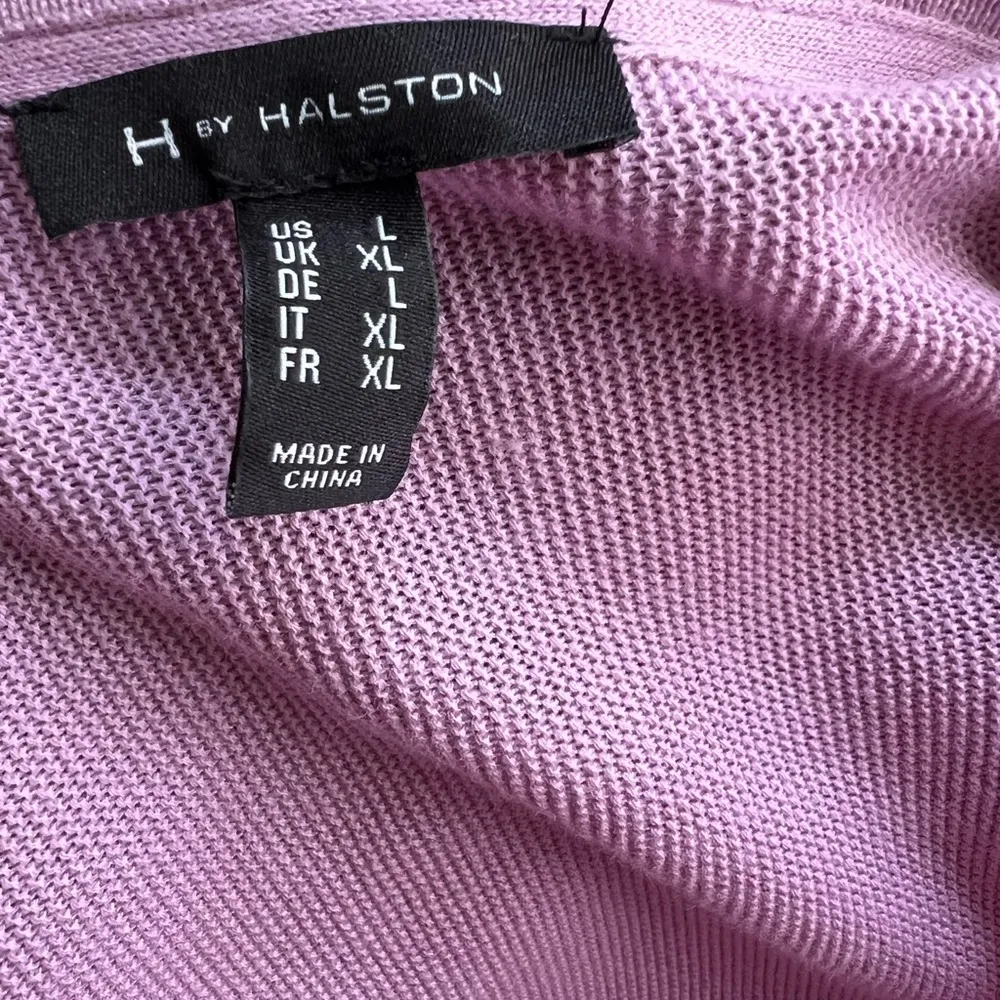 H BY HALSTON
US L
UK XL
DE L
IT XL
FR XL
MADE IN
CHINA